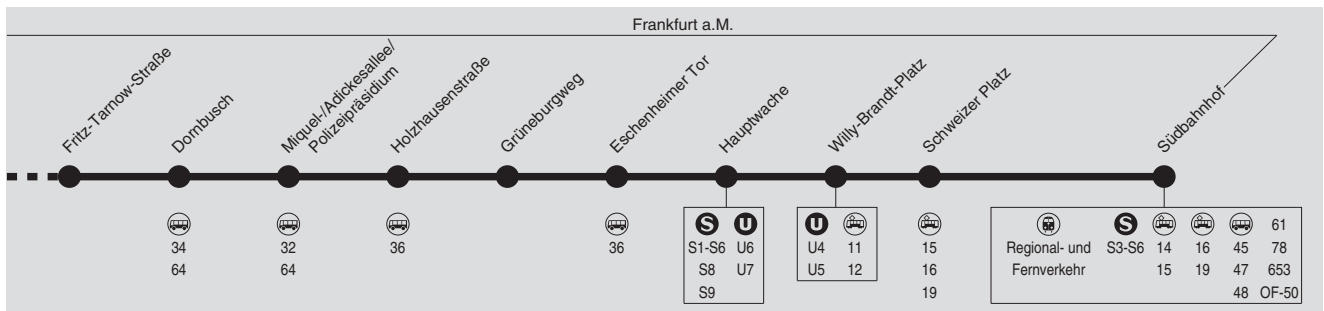 Frankfurt a.M.
Fritz-Tarnow-Straße
Dornbusch
Miquel-/Adickesallee/
Polizeipräsidium
Holzhausenstraße
Grüneburgweg
Eschenheimer Tor
Hauptwache
Willy-Brandt-Platz
Schweizer Platz
Südbahnhof
34
64
32
64
36
36
S U
S1-S6 U6
S8 U7
S9
U
U4 11
U5 12
15
16
19
S 61
Regional- und S3-S6 14 16 45 78
Fernverkehr 15 19 47 653
48 OF-50